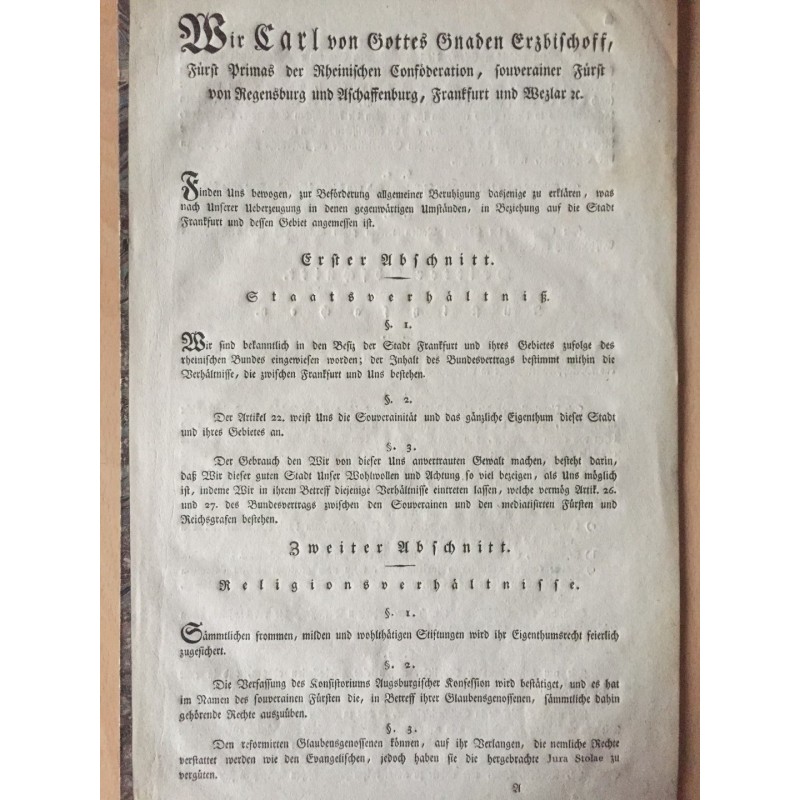 Wir Carl von Gottes Gnaden Erzbischoff,
Fürst Primas der Rheinischen Conföderation, souverainer Fürst
von Regensburg und Aschaffenburg, Frankfurt und Wezlar ꝛc.
Finden Uns bewogen, zur Beförderung allgemeiner Beruhigung dasjenige zu erklären, was
nach Unserer Ueberzeugung in denen gegenwärtigen Umständen, in Beziehung auf die Stadt
Frankfurt und dessen Gebiet angemessen ist.
Erster Abschnitt.
Staatsverhältniß.
§. 1.
Wir sind bekanntlich in den Besiz der Stadt Frankfurt und ihres Gebietes zufolge des
rheinischen Bundes eingewiesen worden; der Inhalt des Bundesvertrags bestimmt mithin die
Verhältnisse, die zwischen Frankfurt und Uns bestehen.
§. 2.
Der Artikel 22. weist Uns die Souverainität und das gänzliche Eigenthum dieser Stadt
und ihres Gebietes an.
§. 3.
Der Gebrauch den Wir von dieser Uns anvertrauten Gewalt machen, besteht darin,
daß Wir dieser guten Stadt Unser Wohlwollen und Achtung so viel bezeigen, als Uns möglich
ist, indeme Wir in ihrem Betreff diejenige Verhältnisse eintreten lassen, welche vermög Artik. 26.
und 27. des Bundesvertrags zwischen den Souverainen und den mediatisirten Fürsten und
Reichsgrafen bestehen.
Zweiter Abschnitt.
Religionsverhältnisse.
§. 1.
Sämmtlichen frommen, milden und wohlthätigen Stiftungen wird ihr Eigenthumsrecht feierlich
zugesichert.
§. 2.
Die Verfassung des Konsistoriums Augsburgischer Konfession wird bestätiget, und es hat
im Namen des souverainen Fürsten die, in Betreff ihrer Glaubensgenossenen, sämmtliche dahin
gehörende Rechte auszuüben.
§. 3.
Den reformirten Glaubensgenossenen können, auf ihr Verlangen, die nemliche Rechte
verstattet werden wie den Evangelischen, jedoch haben sie die hergebrachte Jura Stolae zu
vergüten.
A